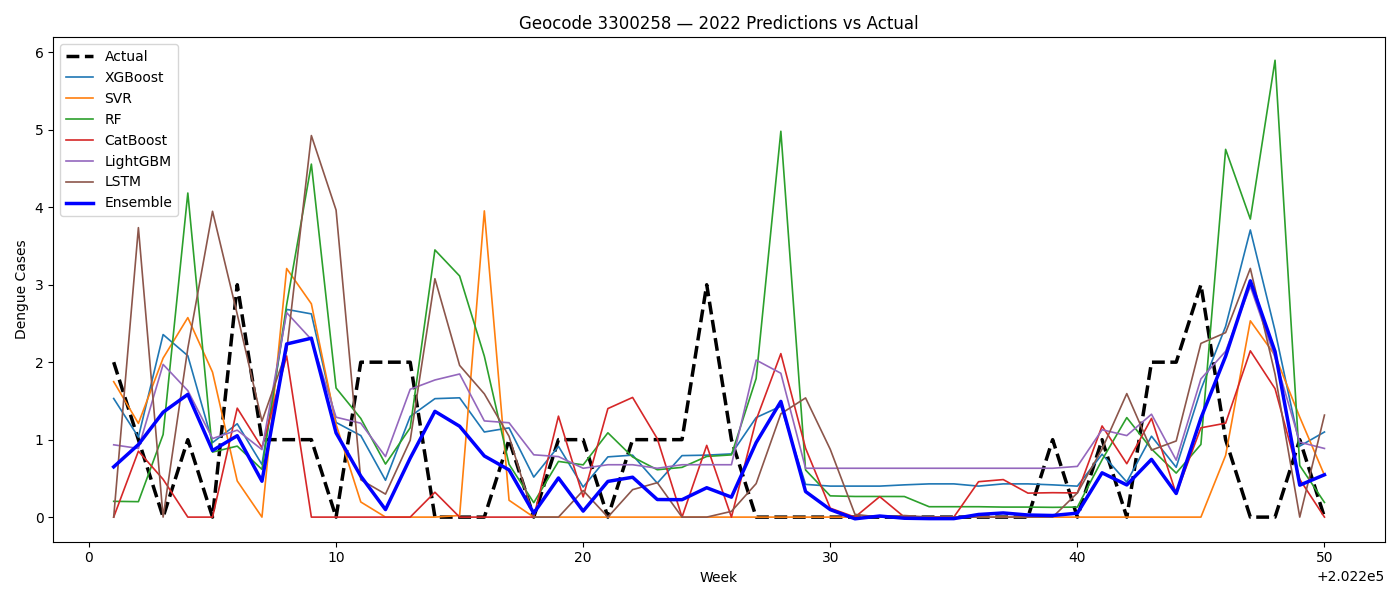 Geocode 3300258 — 2022 Predictions vs Actual
Actual
XGBoost
SVR
RF
CatBoost
LightGBM
LSTM
Ensemble
Dengue Cases
6
5
4
3
2
1
0
0 10 20 30 40 50
Week
+2.022e5